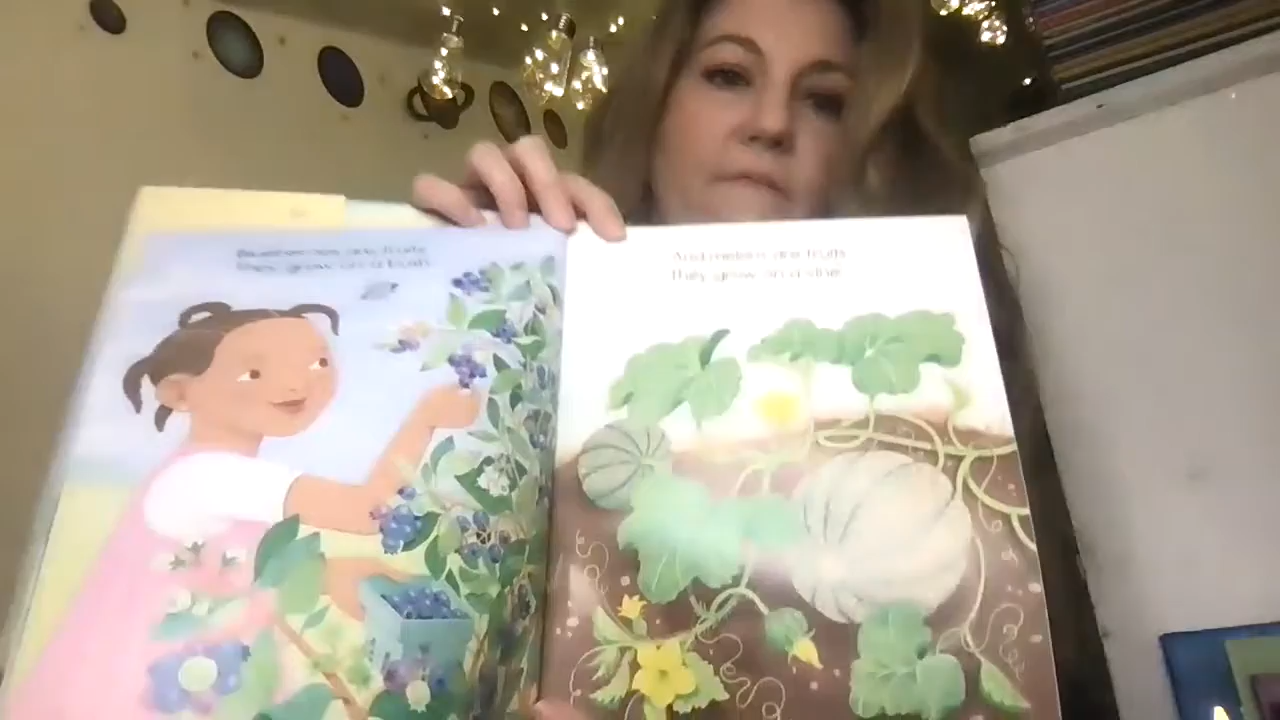 Blueberries are fruits.
They grow on a bush.
And melons are fruits.
They grow on a vine.